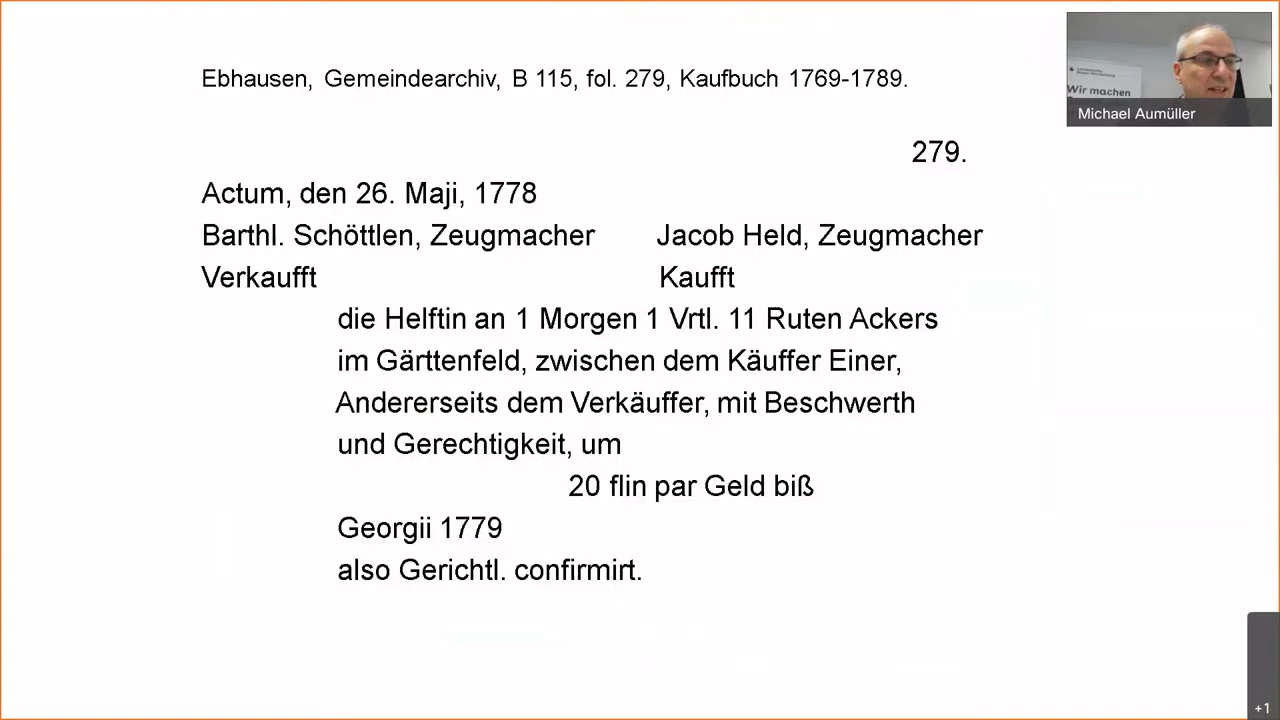 Ebhausen, Gemeindearchiv, B 115, fol. 279, Kaufbuch 1769-1789.
Wir machen
Michael Aumüller
279.
Actum, den 26. Maji, 1778
Barthl. Schöttlen, Zeugmacher Jacob Held, Zeugmacher
Verkaufft Kaufft
die Helftin an 1 Morgen 1 Vrtl. 11 Ruten Ackers
im Gärttenfeld, zwischen dem Käuffer Einer,
Andererseits dem Verkäuffer, mit Beschwerth
und Gerechtigkeit, um
20 flin par Geld biß
Georgii 1779
also Gerichtl. confirmirt.
+1